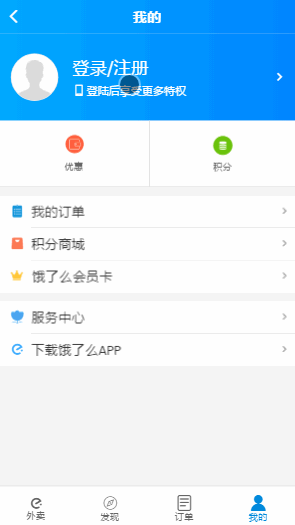 我的
登录/注册
登陆后享受更多特权
优惠
积分
我的订单
积分商城
饿了么会员卡
服务中心
下载饿了么APP
外卖
发现
订单
我的